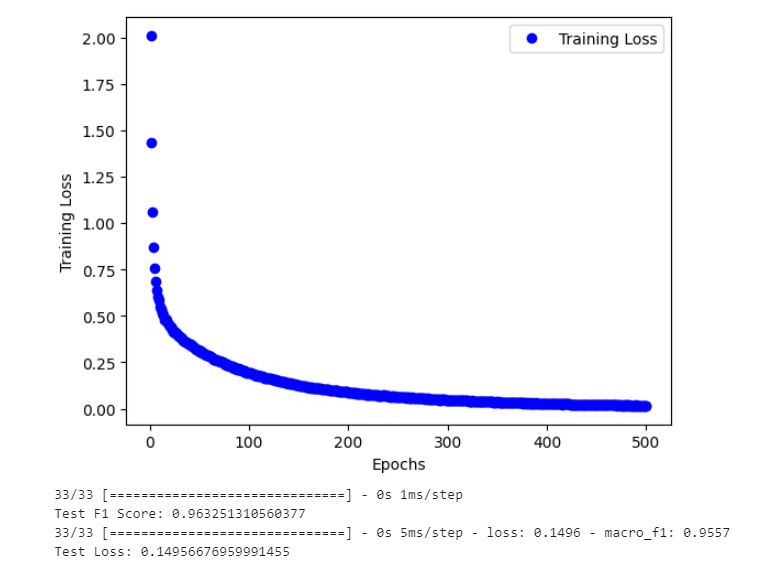 Training Loss
2.00
1.75
1.50
1.25
1.00
0.75
0.50
0.25
0.00
Training Loss
0 100 200 300 400 500
Epochs
33/33 [==============================] - 0s 1ms/step
Test F1 Score: 0.963251310560377
33/33 [==============================] - 0s 5ms/step - loss: 0.1496 - macro_f1: 0.9557
Test Loss: 0.14956676959991455